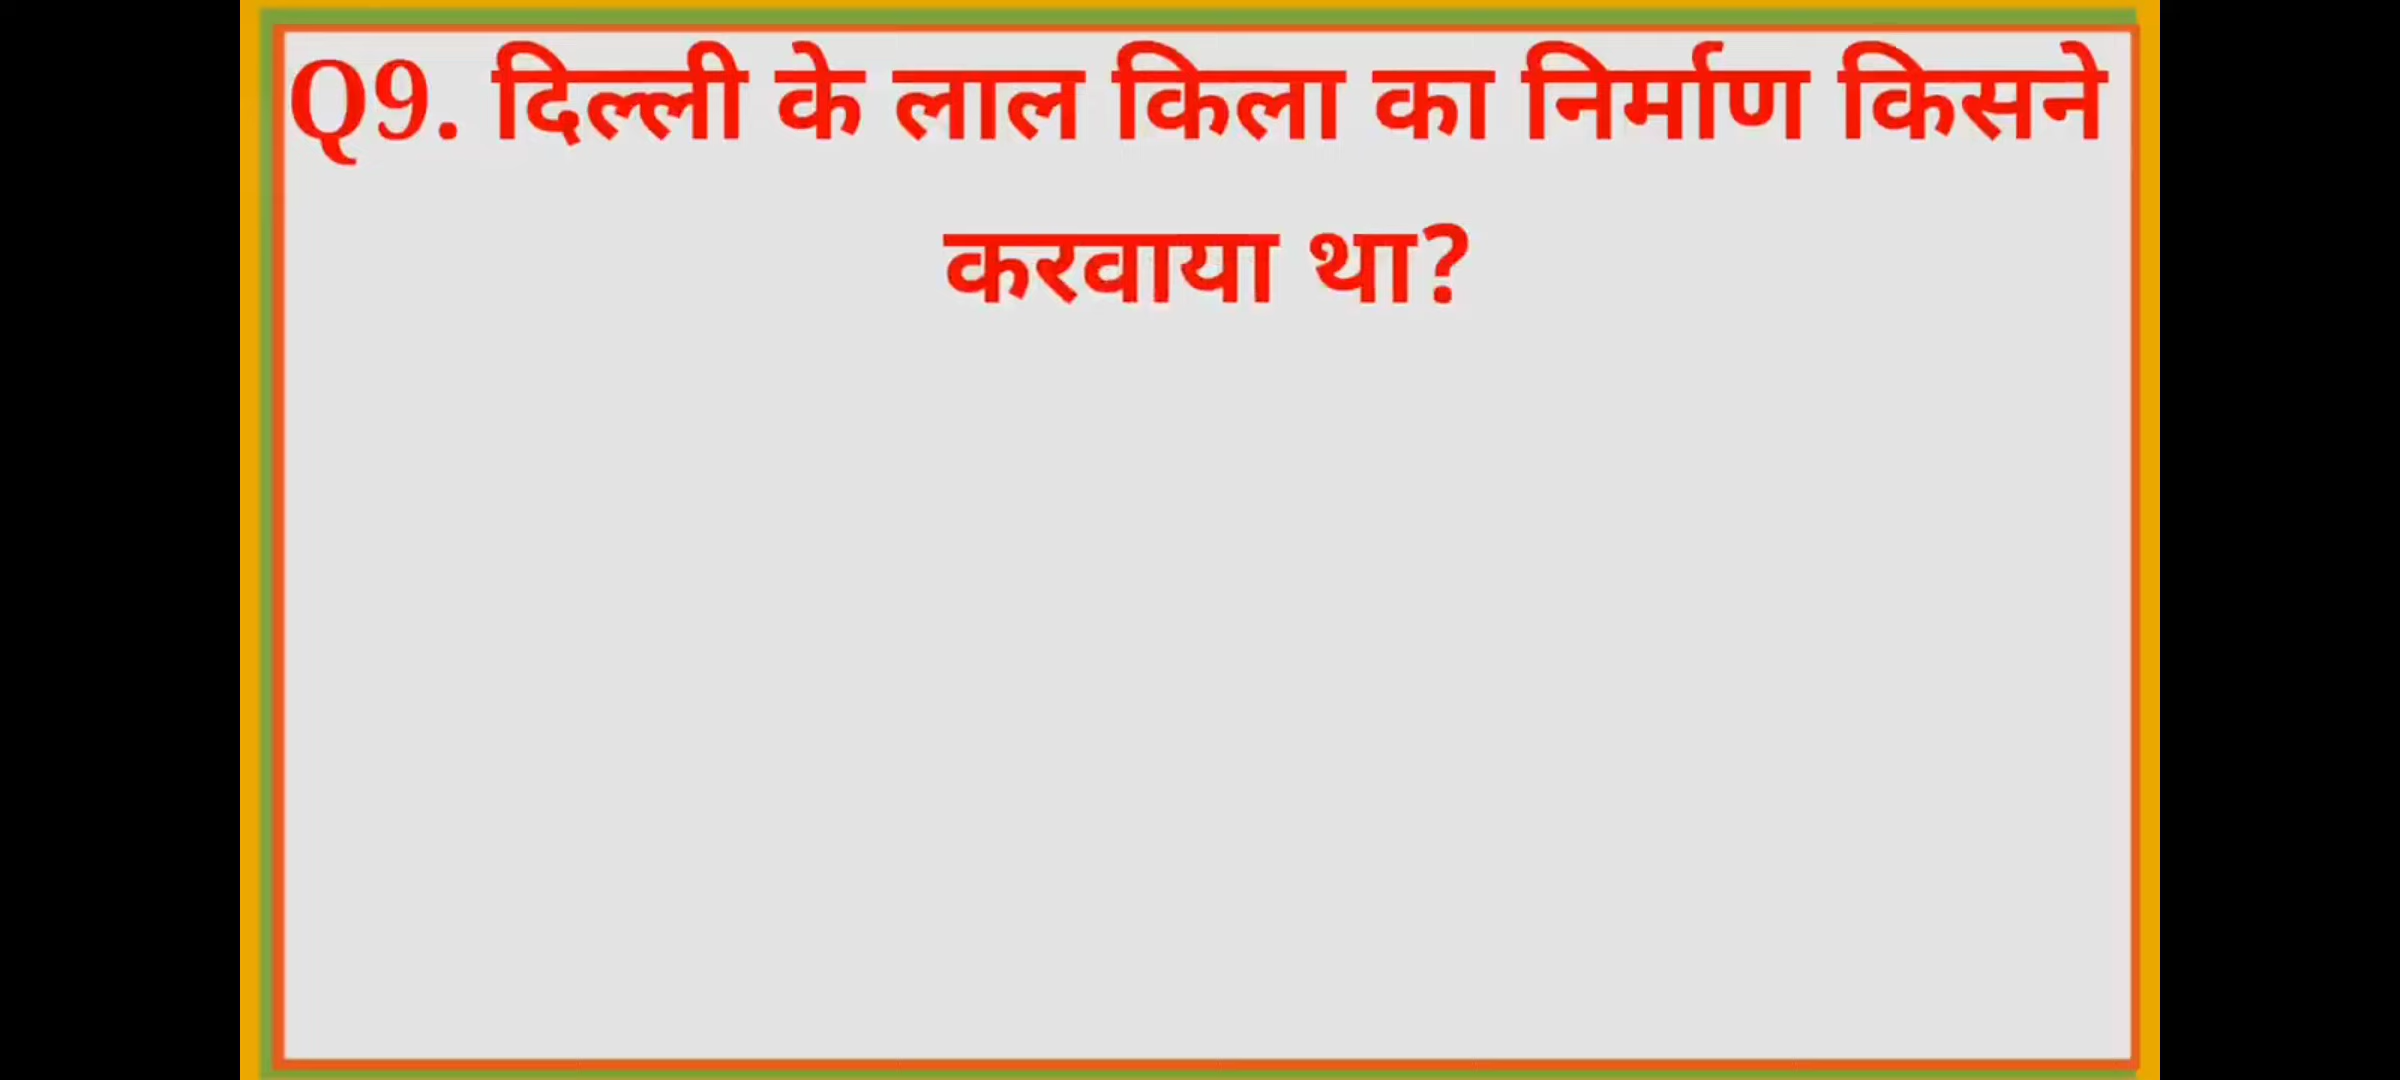 Q9. दिल्ली के लाल किला का निर्माण किसने
करवाया था?